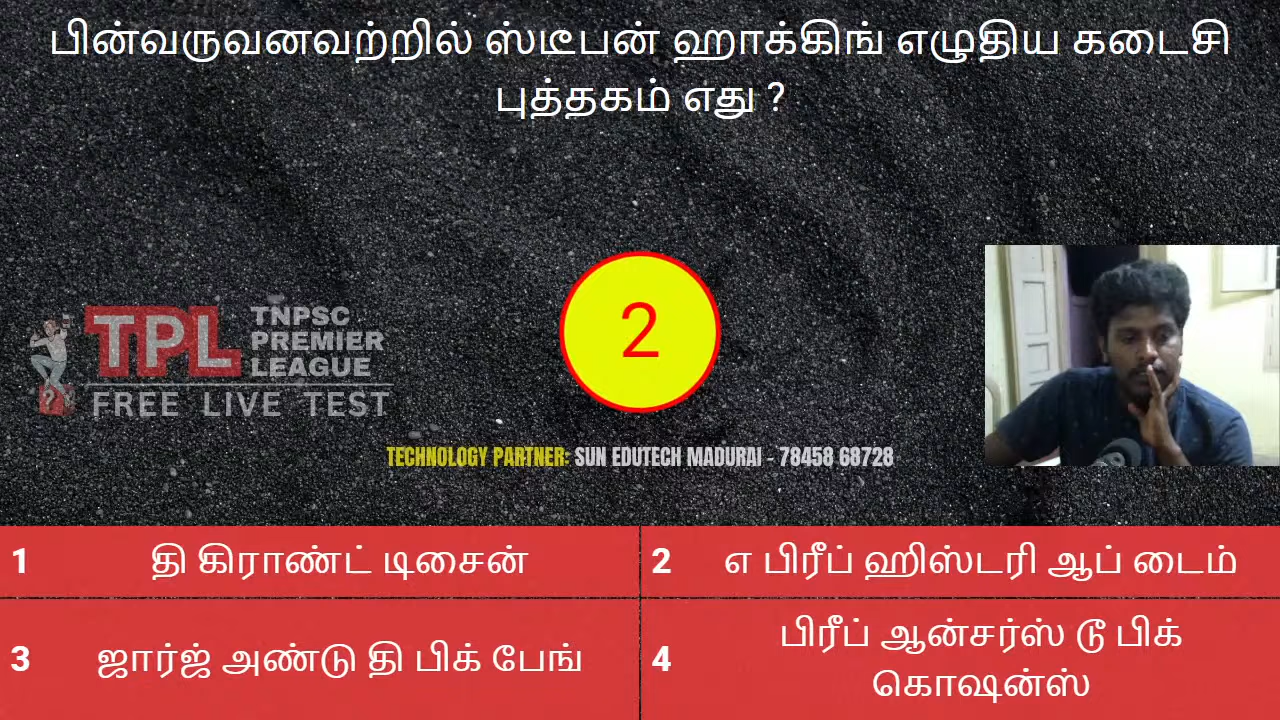 பின்வருவனவற்றில் ஸ்டீபன் ஹாக்கிங் எழுதிய கடைசி
புத்தகம் எது ?
2
TPL TNPSC
PREMIER
LEAGUE
FREE LIVE TEST
TECHNOLOGY PARTNER: SUN EDUTECH MADURAI - 78458 68728
1 தி கிராண்ட் டிசைன்
2 எ பிரீப் ஹிஸ்டரி ஆப் டைம்
3 ஜார்ஜ் அண்டு தி பிக் பேங்
4 பிரீப் ஆன்சர்ஸ் டூ பிக்
கொஷன்ஸ்